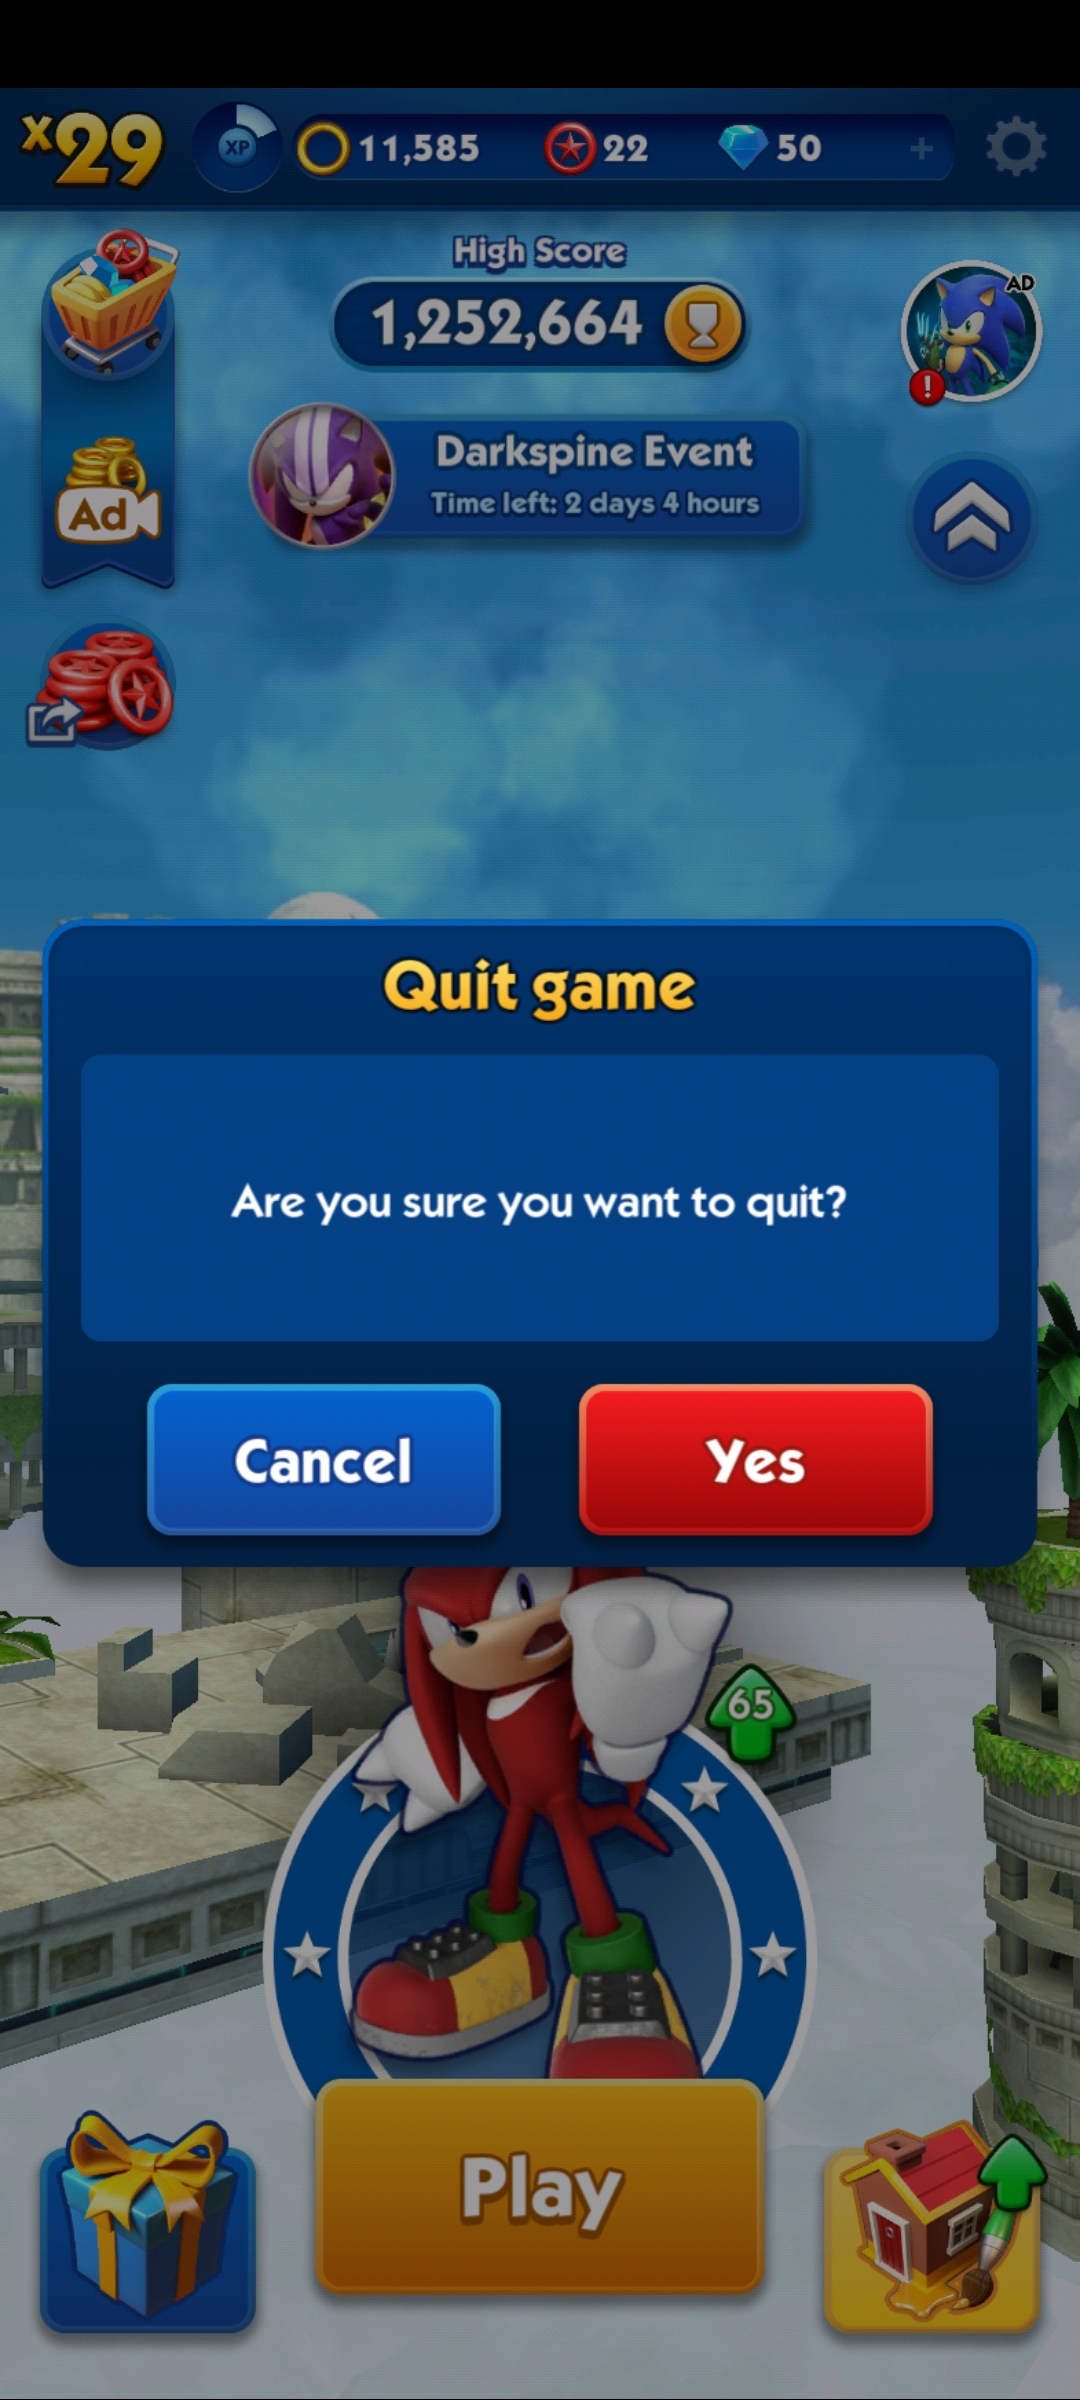 x29
XP
11,585
22
50
+
High Score
1,252,664
AD
!
Darkspine Event
Time left: 2 days 4 hours
Ad
Quit game
Are you sure you want to quit?
Cancel
Yes
65
Play